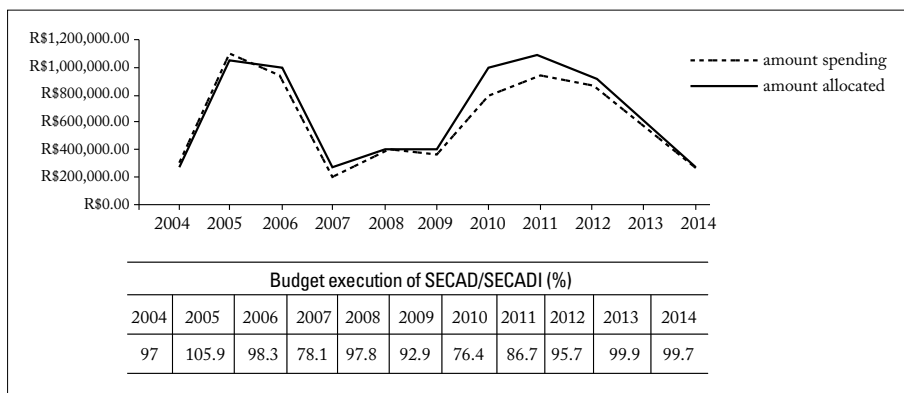 R$1,200,000.00
R$1,000,000.00
R$800,000.00
R$600,000.00
R$400,000.00
R$200,000.00
R$0.00
2004 2005 2006 2007 2008 2009 2010 2011 2012 2013 2014
amount spending
amount allocated
Budget execution of SECAD/SECADI (%)
2004 2005 2006 2007 2008 2009 2010 2011 2012 2013 2014
97 105.9 98.3 78.1 97.8 92.9 76.4 86.7 95.7 99.9 99.7